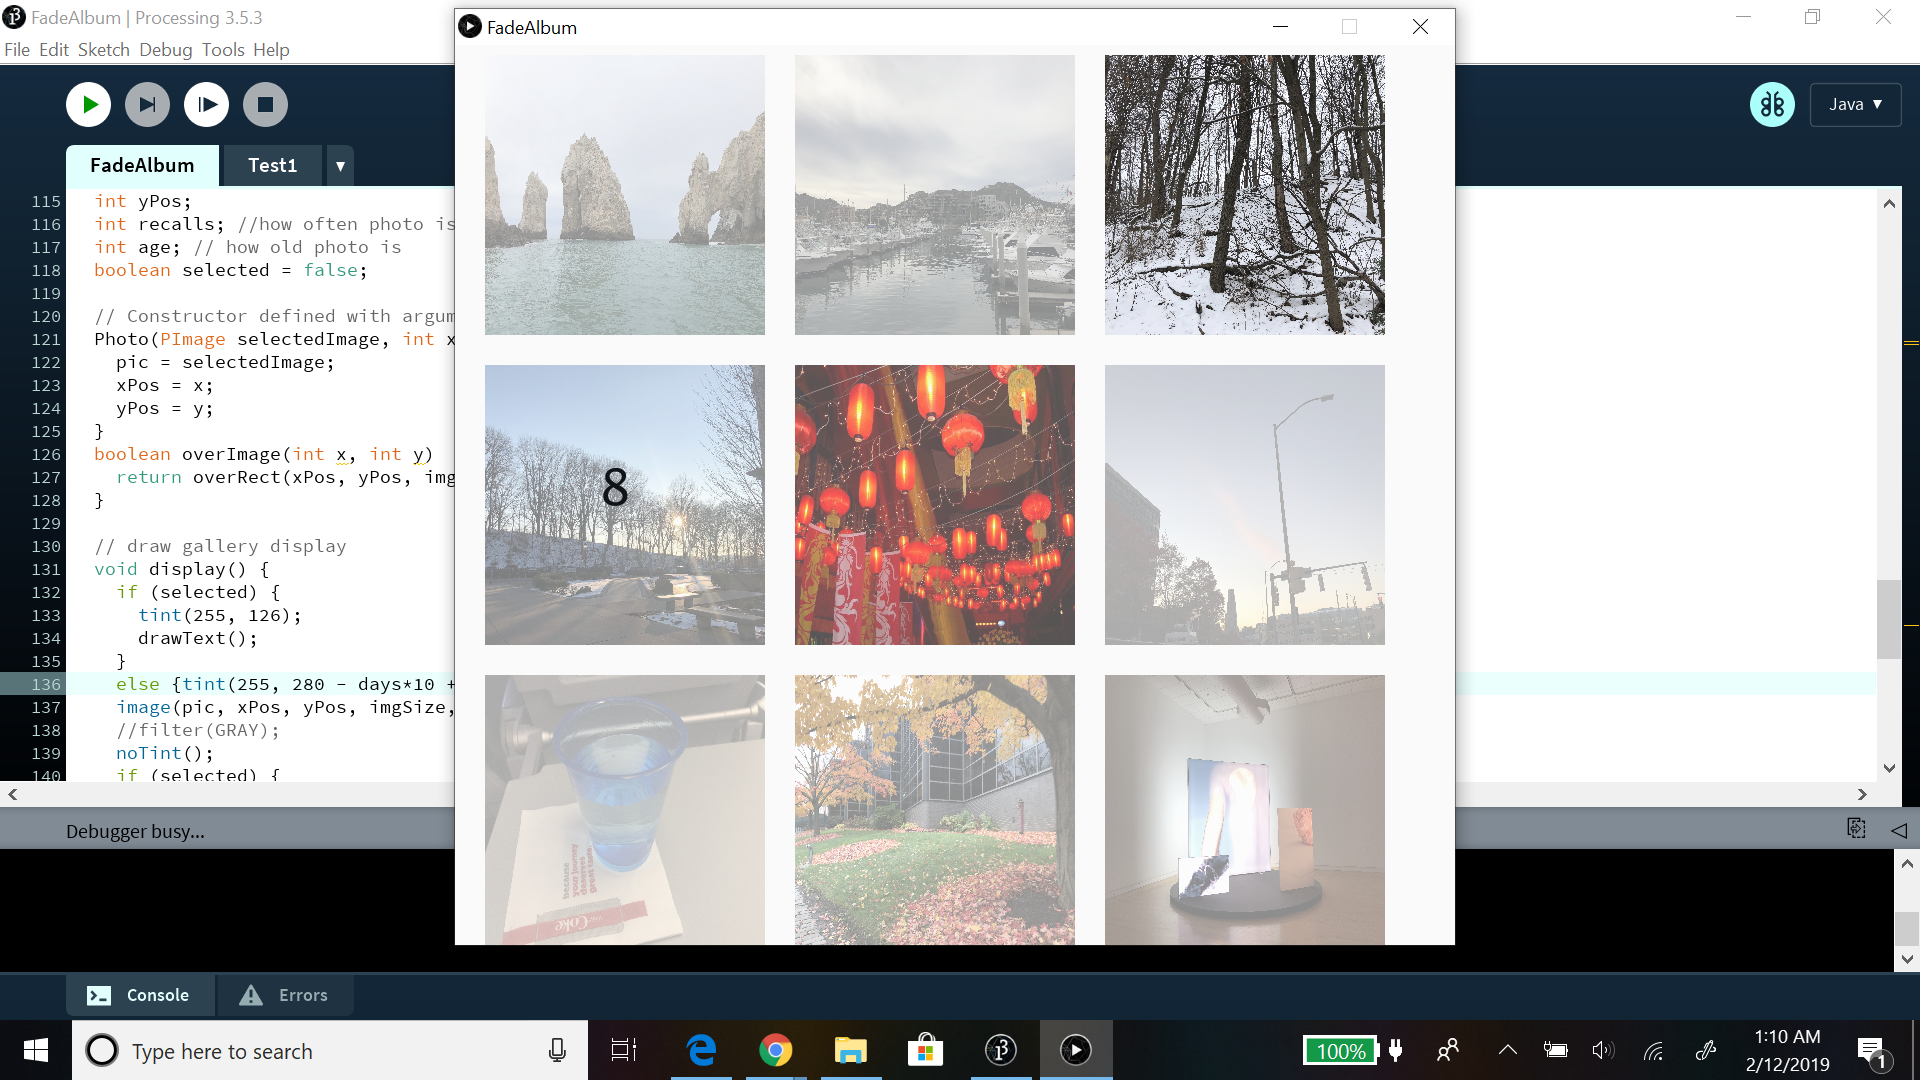 FadeAlbum | Processing 3.5.3
File Edit Sketch Debug Tools Help
Java ▼
FadeAlbum
Test1
▼
115 int yPos;
116 int recalls; //how often photo is
117 int age; // how old photo is
118 boolean selected = false;
119
120 // Constructor defined with argum
121 Photo(PImage selectedImage, int x
122 pic = selectedImage;
123 xPos = x;
124 yPos = y;
125 }
126 boolean overImage(int x, int y)
127 return overRect(xPos, yPos, img
128 }
129
130 // draw gallery display
131 void display() {
132 if (selected) {
133 tint(255, 126);
134 drawText();
135 }
136 else {tint(255, 280 - days*10 +
137 image(pic, xPos, yPos, imgSize,
138 //filter(GRAY);
139 noTint();
140 if (selected) {
Debugger busy...
Console
Errors
FadeAlbum
8
because
your journey
deserves
great taste
Coke
Type here to search
100%
1:10 AM
2/12/2019
1